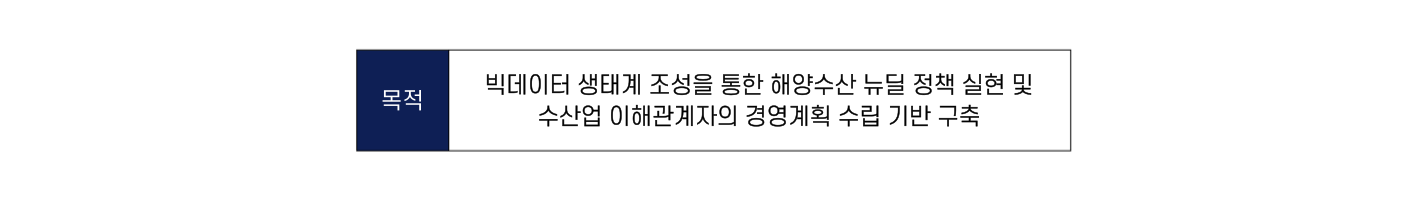 목적
빅데이터 생태계 조성을 통한 해양수산 뉴딜 정책 실현 및
수산업 이해관계자의 경영계획 수립 기반 구축